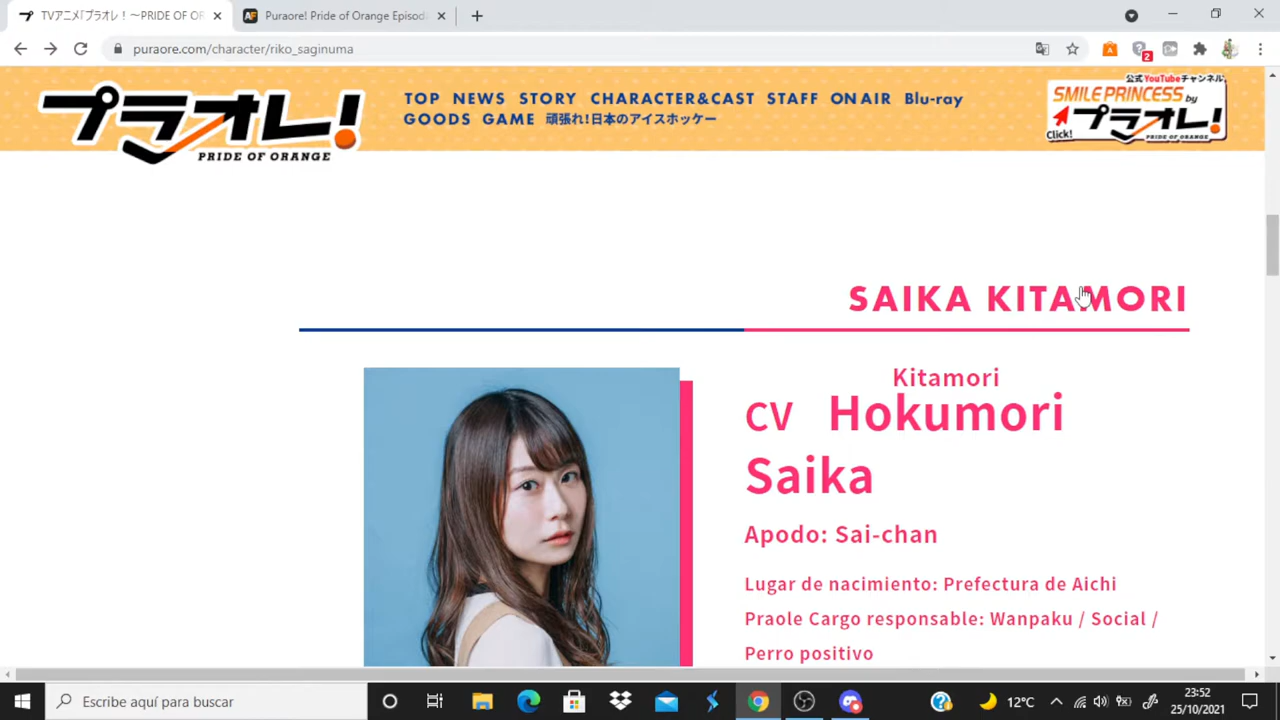 TVアニメ「プラオレ！～PRIDE OF OR
Puraore! Pride of Orange Episod
puraore.com/character/riko_saginuma
2
プラオレ!
PRIDE OF ORANGE
TOP NEWS STORY CHARACTER&CAST STAFF ON AIR Blu-ray
GOODS GAME 頑張れ!日本のアイスホッケー
公式YouTubeチャンネル
SMILE PRINCESS by
プラオレ!
PRIDE OF ORANGE
Click!
SAIKA KITAMORI
Kitamori
CV Hokumori
Saika
Apodo: Sai-chan
Lugar de nacimiento: Prefectura de Aichi
Praole Cargo responsable: Wanpaku / Social /
Perro positivo
Escribe aquí para buscar
12°C
23:52
25/10/2021